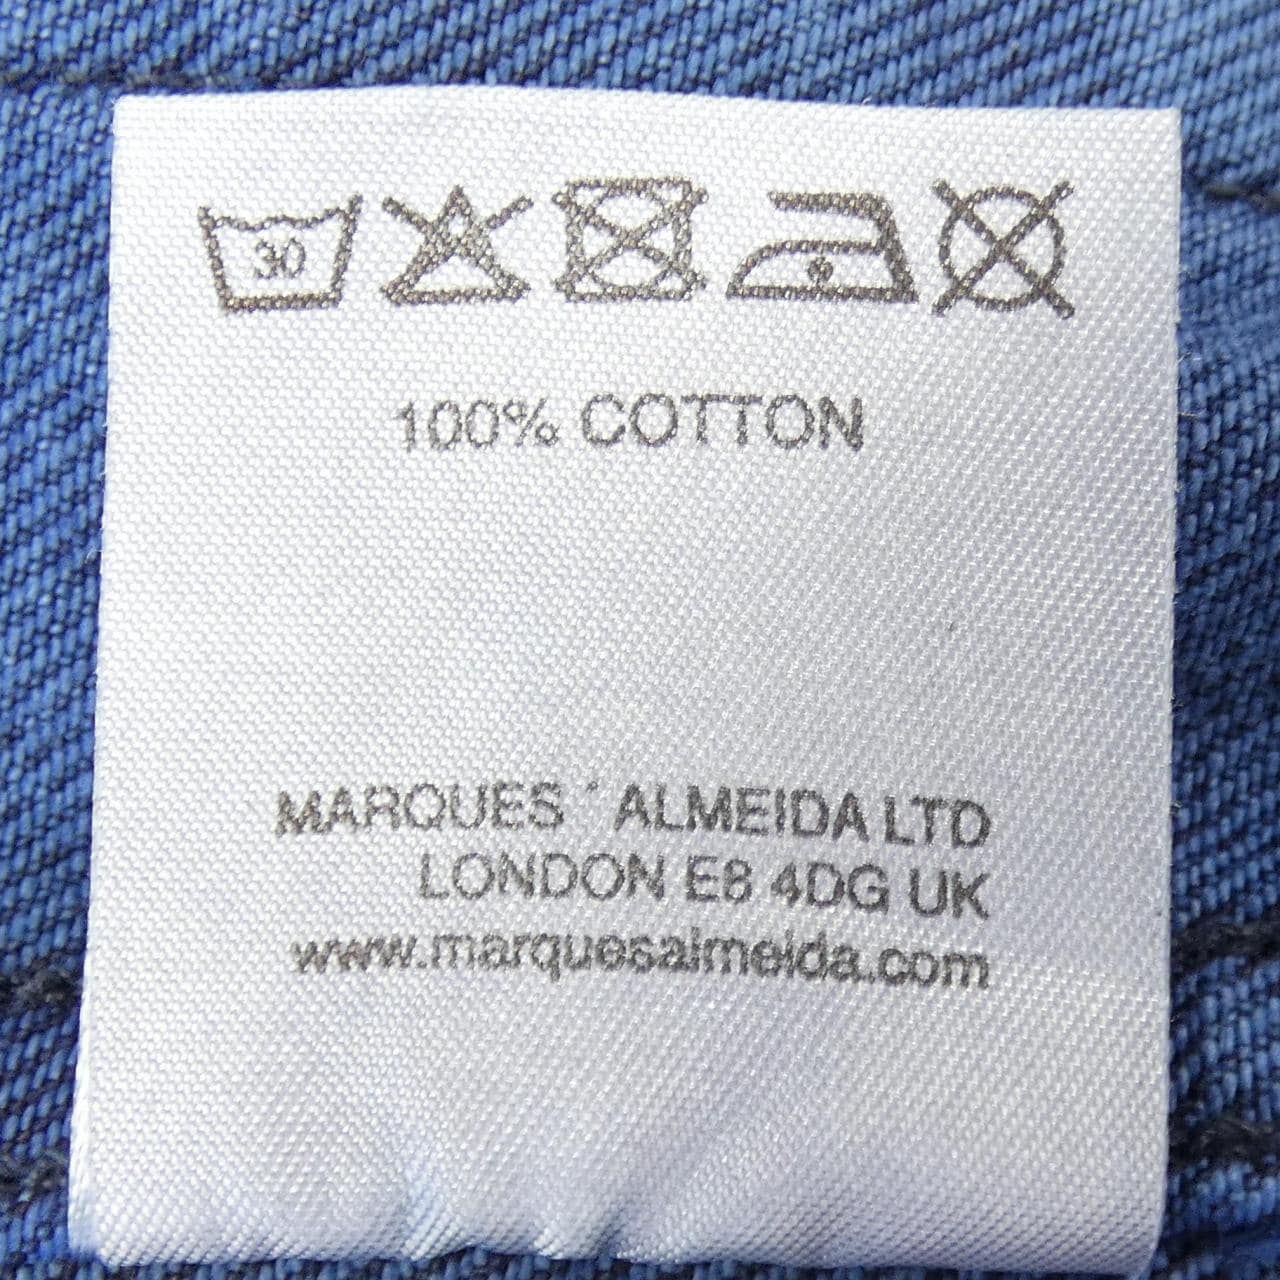 30
100% COTTON
MARQUES ' ALMEIDA LTD
LONDON E8 4DG UK
www.marquesalmeida.com